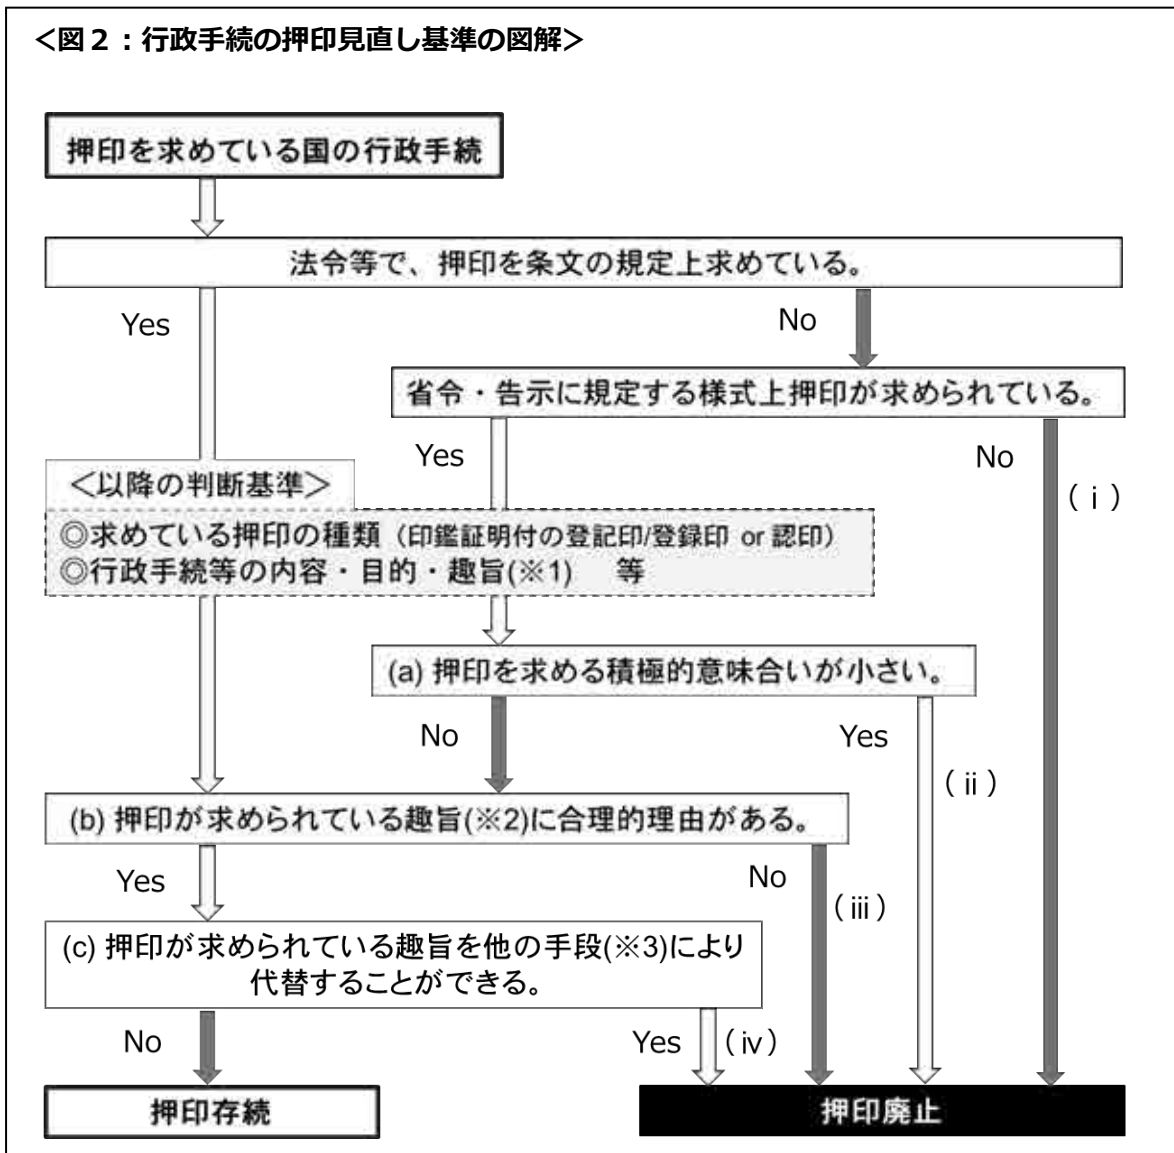 <図２：行政手続の押印見直し基準の図解>
押印を求めている国の行政手続
法令等で、押印を条文の規定上求めている。
Yes
No
省令・告示に規定する様式上押印が求められている。
Yes
No
(ⅰ)
<以降の判断基準>
◎求めている押印の種類（印鑑証明付の登記印/登録印 or 認印）
◎行政手続等の内容・目的・趣旨(※1)　等
(a) 押印を求める積極的意味合いが小さい。
No
Yes
(ⅱ)
(b) 押印が求められている趣旨(※2)に合理的理由がある。
Yes
No
(ⅲ)
(c) 押印が求められている趣旨を他の手段(※3)により
代替することができる。
No
Yes
(ⅳ)
押印存続
押印廃止